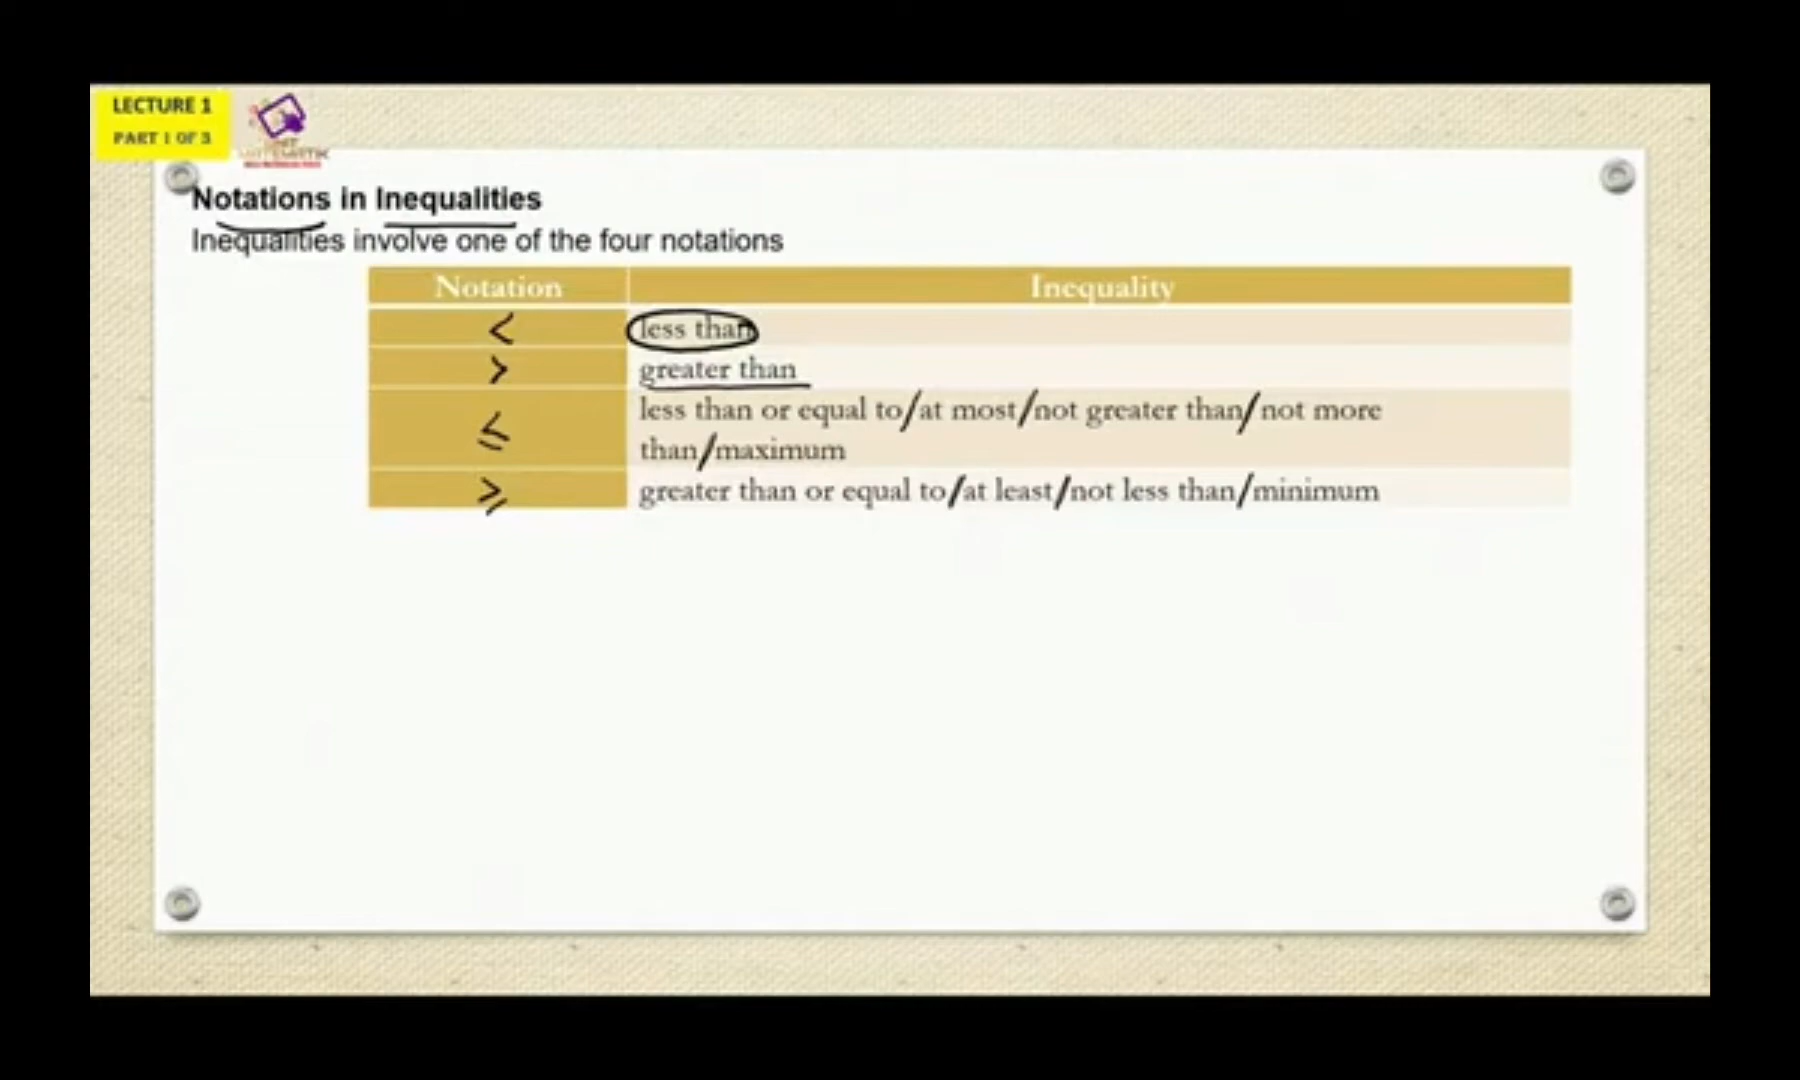 LECTURE 1
PART 1 OF 3
MATEMATIK
Notations in Inequalities
Inequalities involve one of the four notations
Notation Inequality
< less than
> greater than
≤ less than or equal to/at most/not greater than/not more
than/maximum
≥ greater than or equal to/at least/not less than/minimum